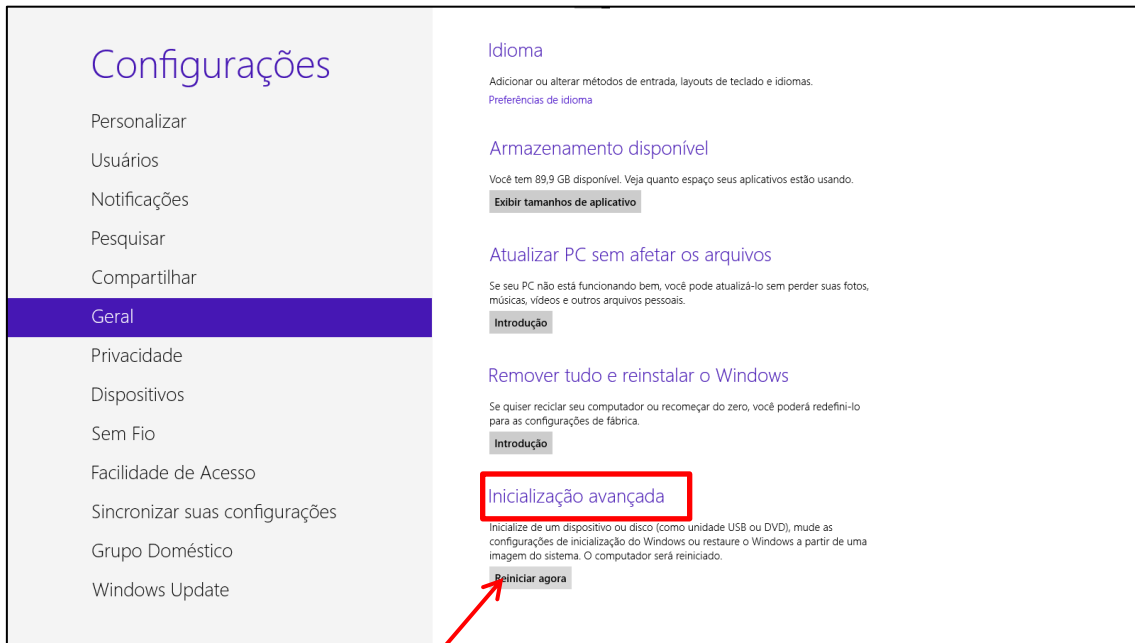 Configurações
Personalizar
Usuários
Notificações
Pesquisar
Compartilhar
Geral
Privacidade
Dispositivos
Sem Fio
Facilidade de Acesso
Sincronizar suas configurações
Grupo Doméstico
Windows Update
Idioma
Adicionar ou alterar métodos de entrada, layouts de teclado e idiomas.
Preferências de idioma
Armazenamento disponível
Você tem 89,9 GB disponível. Veja quanto espaço seus aplicativos estão usando.
Exibir tamanhos de aplicativo
Atualizar PC sem afetar os arquivos
Se seu PC não está funcionando bem, você pode atualizá-lo sem perder suas fotos,
músicas, vídeos e outros arquivos pessoais.
Introdução
Remover tudo e reinstalar o Windows
Se quiser reciclar seu computador ou recomeçar do zero, você poderá redefini-lo
para as configurações de fábrica.
Introdução
Inicialização avançada
Inicialize de um dispositivo ou disco (como unidade USB ou DVD), mude as
configurações de inicialização do Windows ou restaure o Windows a partir de uma
imagem do sistema. O computador será reiniciado.
Reiniciar agora